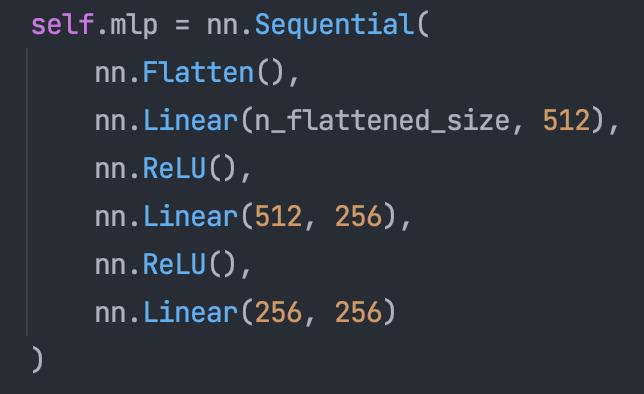 self.mlp = nn.Sequential(
    nn.Flatten(),
    nn.Linear(n_flattened_size, 512),
    nn.ReLU(),
    nn.Linear(512, 256),
    nn.ReLU(),
    nn.Linear(256, 256)
)